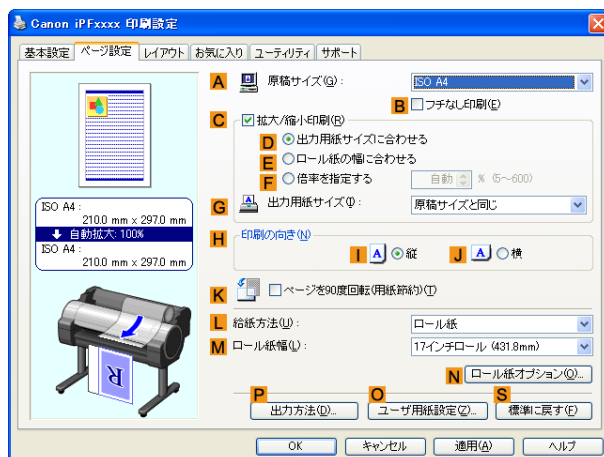 Canon iPFxxxx 印刷設定
基本設定 ページ設定 レイアウト お気に入り ユーティリティ サポート
A 原稿サイズ(G): ISO A4
B フチなし印刷(E)
C 拡大/縮小印刷(R)
D 出力用紙サイズに合わせる
E ロール紙の幅に合わせる
F 倍率を指定する 自動 % (5～600)
G 出力用紙サイズ(I): 原稿サイズと同じ
ISO A4 :
210.0 mm x 297.0 mm
自動拡大: 100%
ISO A4 :
210.0 mm x 297.0 mm
H 印刷の向き(N)
I A 縦 J A 横
K ページを90度回転(用紙節約)(T)
L 給紙方法(U): ロール紙
M ロール紙幅(L): 17インチロール (431.8mm)
N ロール紙オプション(O)...
R
P O S
出力方法(D)... ユーザ用紙設定(Z)... 標準に戻す(F)
OK キャンセル 適用(A) ヘルプ